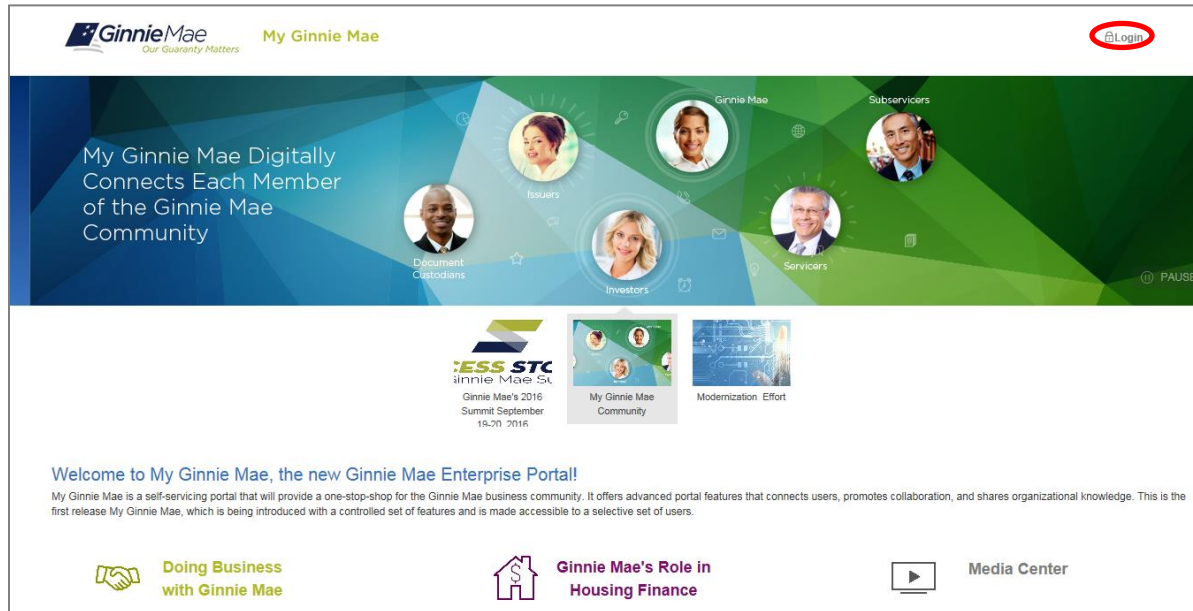 GinnieMae
Our Guaranty Matters
My Ginnie Mae
Login
My Ginnie Mae Digitally
Connects Each Member
of the Ginnie Mae
Community
Document
Custodians
Issuers
Investors
Ginnie Mae
Servicers
Subservicers
PAUSE
CESS STO
Ginnie Mae Su
Ginnie Mae's 2016
Summit September
19-20, 2016
My Ginnie Mae
Community
Modernization Effort
Welcome to My Ginnie Mae, the new Ginnie Mae Enterprise Portal!
My Ginnie Mae is a self-servicing portal that will provide a one-stop-shop for the Ginnie Mae business community. It offers advanced portal features that connects users, promotes collaboration, and shares organizational knowledge. This is the
first release My Ginnie Mae, which is being introduced with a controlled set of features and is made accessible to a selective set of users.
Doing Business
with Ginnie Mae
Ginnie Mae's Role in
Housing Finance
Media Center